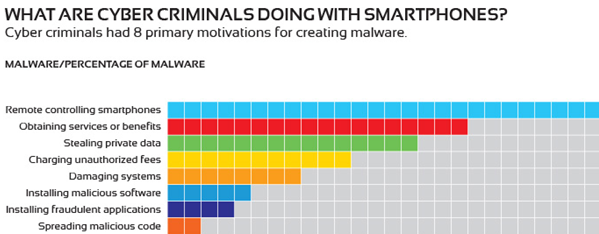 WHAT ARE CYBER CRIMINALS DOING WITH SMARTPHONES?
Cyber criminals had 8 primary motivations for creating malware.
MALWARE/PERCENTAGE OF MALWARE
Remote controlling smartphones
Obtaining services or benefits
Stealing private data
Charging unauthorized fees
Damaging systems
Installing malicious software
Installing fraudulent applications
Spreading malicious code